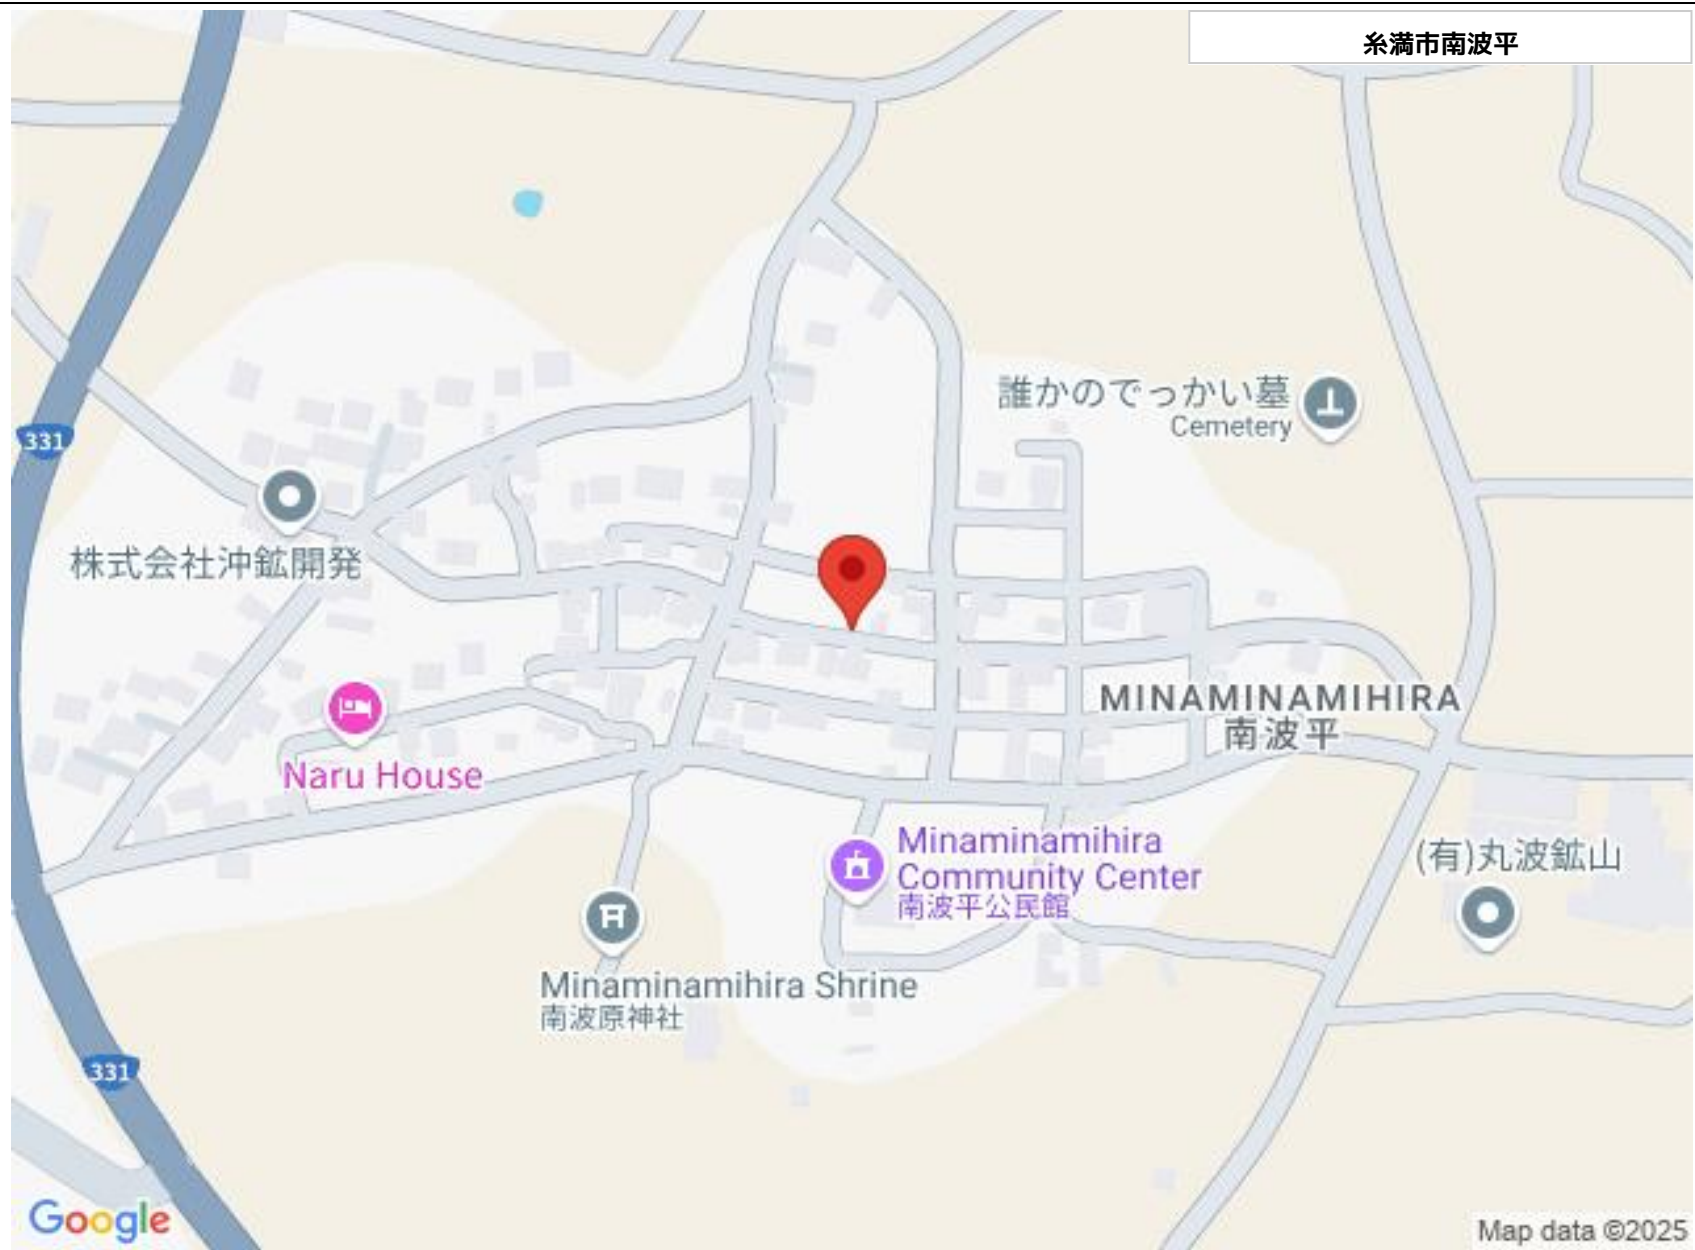 糸満市南波平
誰かのでっかい墓
Cemetery
331
株式会社沖鉱開発
MINAMINAMIHIRA
南波平
Naru House
Minaminamihira
Community Center
南波平公民館
(有)丸波鉱山
Minaminamihira Shrine
南波原神社
331
Google
Map data ©2025